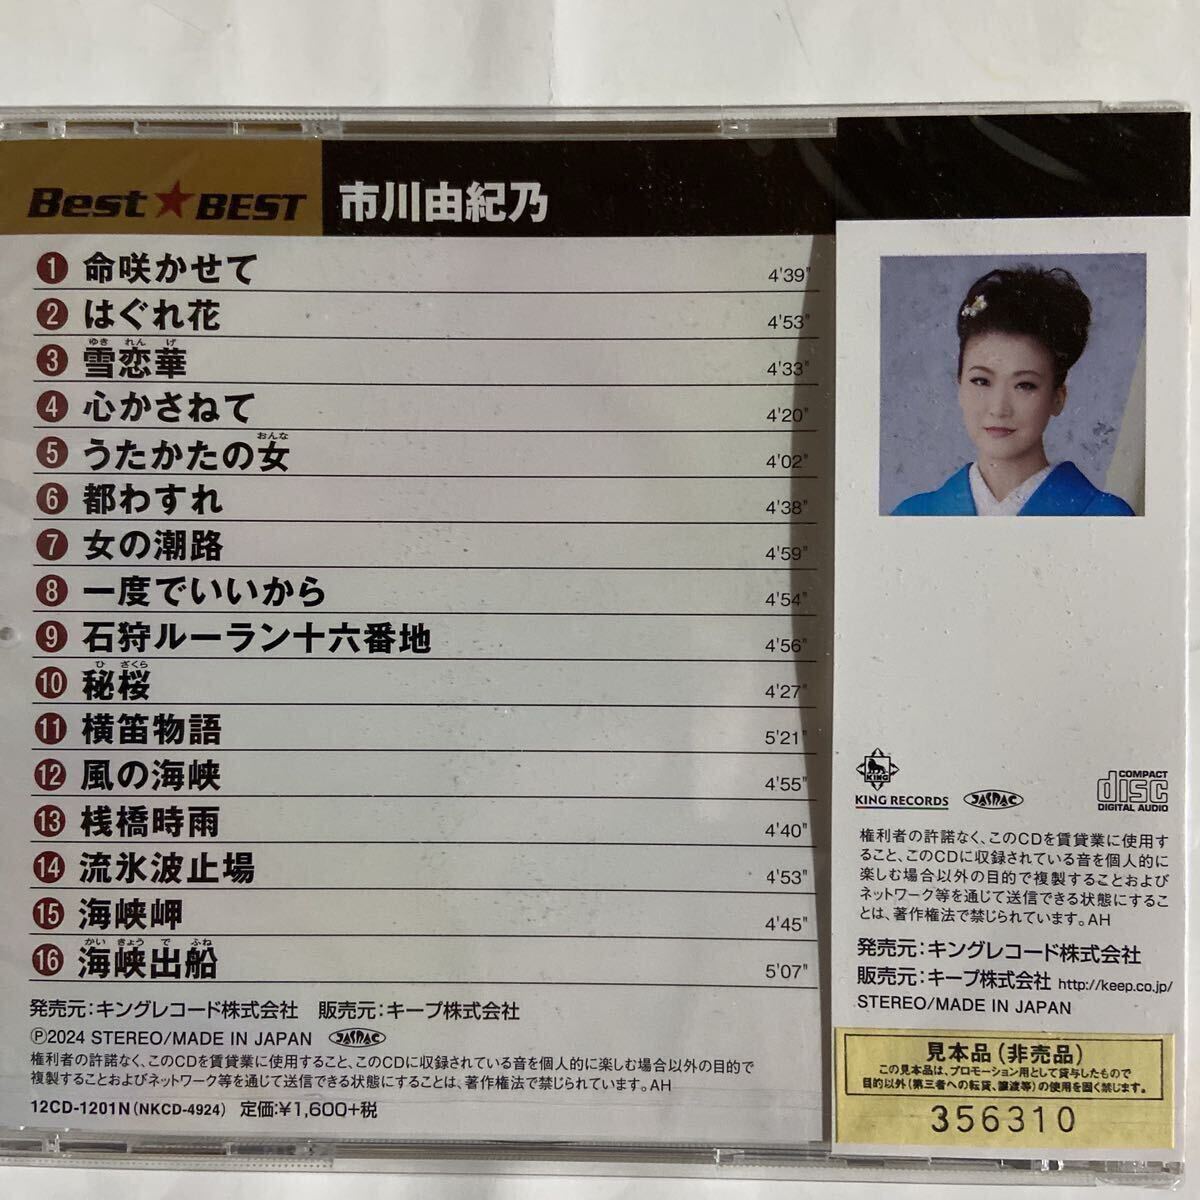 Best★BEST 市川由紀乃
1 命咲かせて 4'39"
2 はぐれ花 4'53"
ゆき れん げ
3 雪恋華 4'33"
4 心かさねて 4'20"
おんな
5 うたかたの女 4'02"
6 都わすれ 4'38"
7 女の潮路 4'59"
8 一度でいいから 4'54"
9 石狩ルーラン十六番地 4'56"
ひ ざくら
10 秘桜 4'27"
11 横笛物語 5'21"
12 風の海峡 4'55"
13 桟橋時雨 4'40"
14 流氷波止場 4'53"
15 海峡岬 4'45"
かい きょう で ふね
16 海峡出船 5'07"
発売元:キングレコード株式会社 販売元:キープ株式会社
Ⓟ2024 STEREO/MADE IN JAPAN JASRAC
権利者の許諾なく、このCDを賃貸業に使用すること、このCDに収録されている音を個人的に楽しむ場合以外の目的で
複製することおよびネットワーク等を通じて送信できる状態にすることは、著作権法で禁じられています。AH
12CD-1201N(NKCD-4924) 定価:¥1,600+税
KING
KING RECORDS JASRAC COMPACT disc DIGITAL AUDIO
権利者の許諾なく、このCDを賃貸業に使用す
ること、このCDに収録されている音を個人的に
楽しむ場合以外の目的で複製することおよび
ネットワーク等を通じて送信できる状態にするこ
とは、著作権法で禁じられています。AH
発売元:キングレコード株式会社
販売元:キープ株式会社 http://keep.co.jp/
STEREO/MADE IN JAPAN
見本品(非売品)
この見本品は、プロモーション用として貸与したもので
目的以外(第三者への転貸、譲渡等)の使用を固く禁じます。
356310